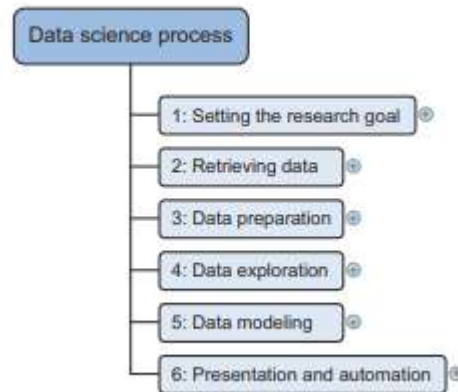 Data science process
1: Setting the research goal
2: Retrieving data
3: Data preparation
4: Data exploration
5: Data modeling
6: Presentation and automation